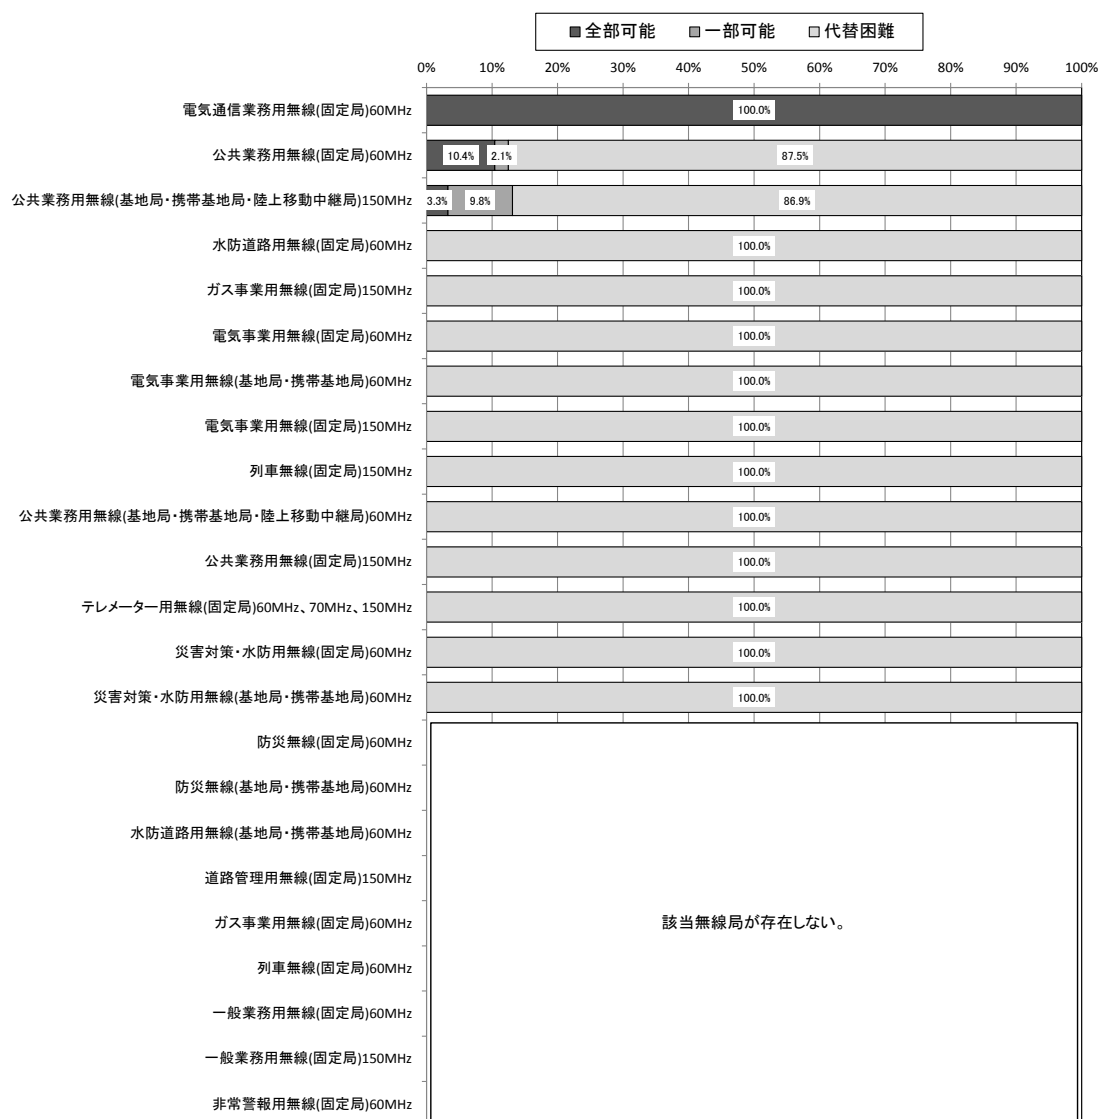 全部可能 一部可能 代替困難
0% 10% 20% 30% 40% 50% 60% 70% 80% 90% 100%
電気通信業務用無線(固定局)60MHz 100.0%
公共業務用無線(固定局)60MHz 10.4% 2.1% 87.5%
公共業務用無線(基地局・携帯基地局・陸上移動中継局)150MHz 3.3% 9.8% 86.9%
水防道路用無線(固定局)60MHz 100.0%
ガス事業用無線(固定局)150MHz 100.0%
電気事業用無線(固定局)60MHz 100.0%
電気事業用無線(基地局・携帯基地局)60MHz 100.0%
電気事業用無線(固定局)150MHz 100.0%
列車無線(固定局)150MHz 100.0%
公共業務用無線(基地局・携帯基地局・陸上移動中継局)60MHz 100.0%
公共業務用無線(固定局)150MHz 100.0%
テレメーター用無線(固定局)60MHz、70MHz、150MHz 100.0%
災害対策・水防用無線(固定局)60MHz 100.0%
災害対策・水防用無線(基地局・携帯基地局)60MHz 100.0%
防災無線(固定局)60MHz
防災無線(基地局・携帯基地局)60MHz
水防道路用無線(基地局・携帯基地局)60MHz
道路管理用無線(固定局)150MHz
ガス事業用無線(固定局)60MHz 該当無線局が存在しない。
列車無線(固定局)60MHz
一般業務用無線(固定局)60MHz
一般業務用無線(固定局)150MHz
非常警報用無線(固定局)60MHz